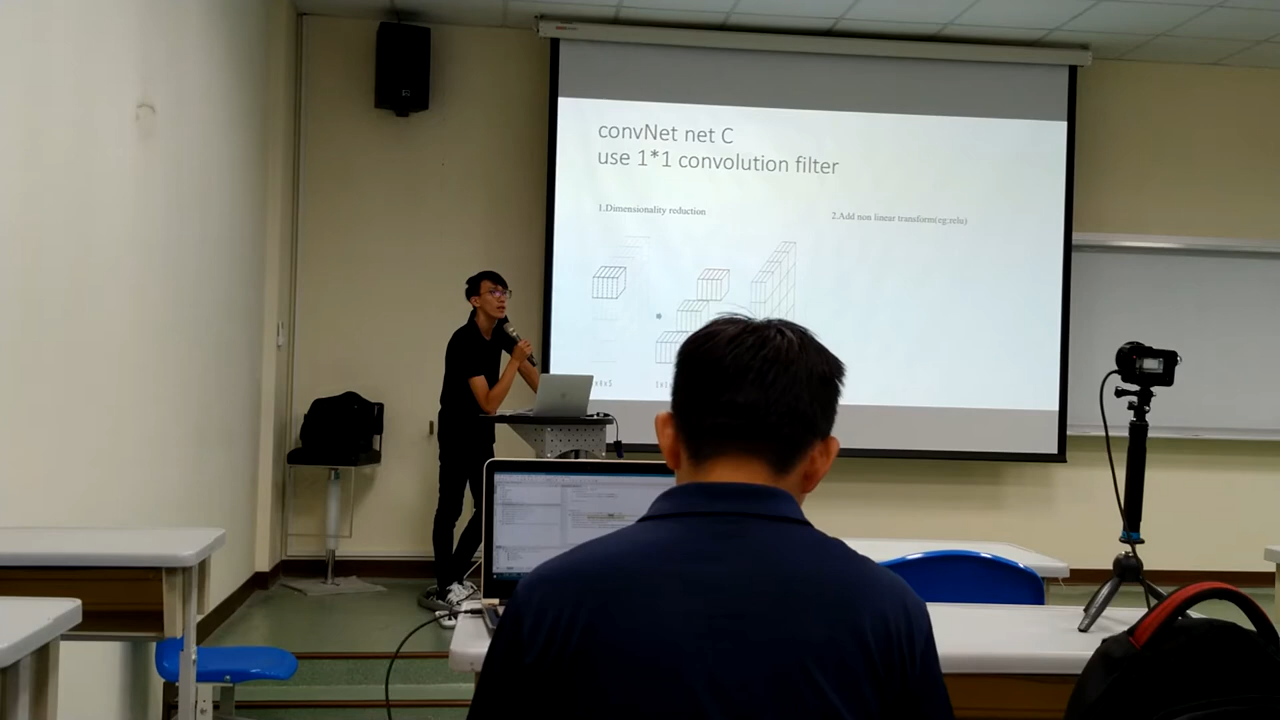 convNet net C
use 1*1 convolution filter
1.Dimensionality reduction
2.Add non linear transform(eg:relu)